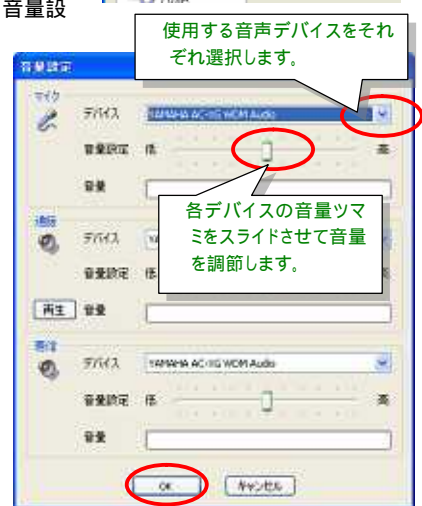 音量設
使用する音声デバイスをそれ
ぞれ選択します。
音量設定
マイク
デバイス
YAMAHA AC-XG WDM Audio
音量設定 低 高
音量
各デバイスの音量ツマ
ミをスライドさせて音量
を調節します。
通話
デバイス
音量設定 低 高
再生 音量
着信
デバイス
YAMAHA AC-XG WDM Audio
音量設定 低 高
音量
OK キャンセル